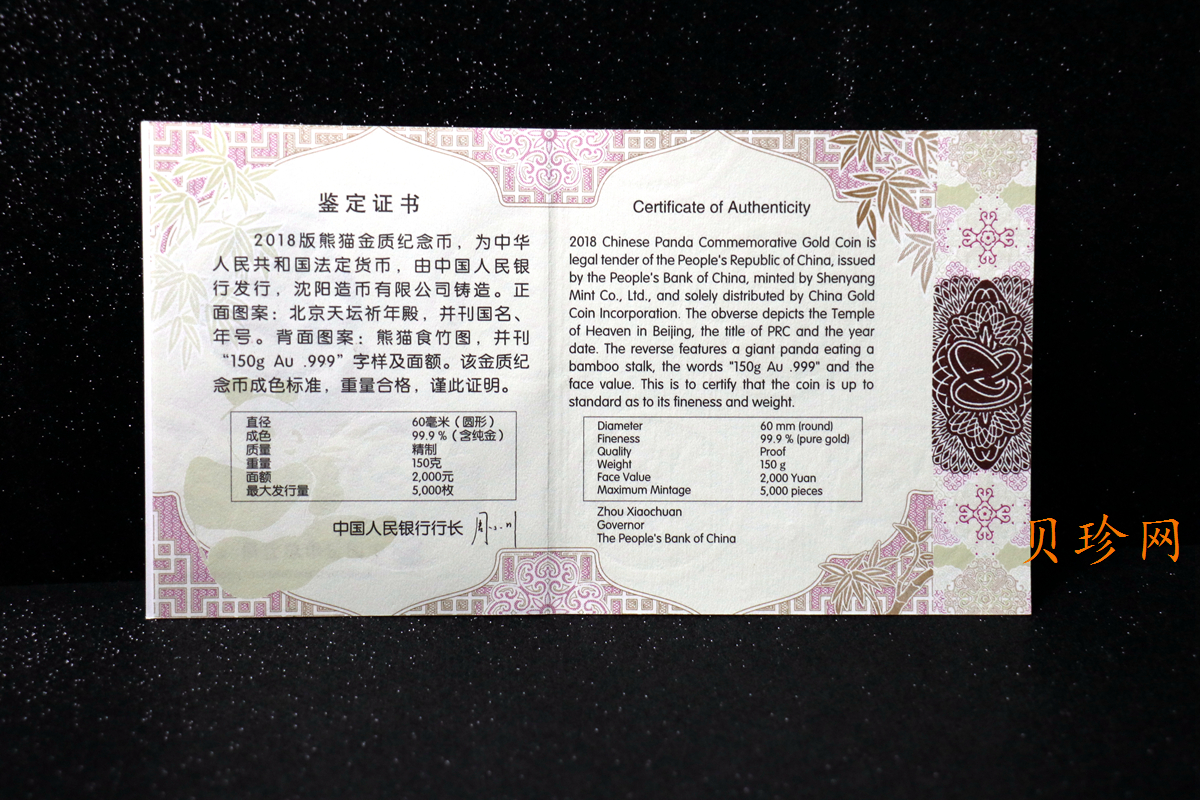 鉴定证书
2018版熊猫金质纪念币，为中华
人民共和国法定货币，由中国人民银
行发行，沈阳造币有限公司铸造。正
面图案：北京天坛祈年殿，并刊国名、
年号。背面图案：熊猫食竹图，并刊
“150g Au .999”字样及面额。该金质纪
念币成色标准，重量合格，谨此证明。
直径 60毫米（圆形）
成色 99.9％（含纯金）
质量 精制
重量 150克
面额 2,000元
最大发行量 5,000枚
中国人民银行行长 周小川
Certificate of Authenticity
2018 Chinese Panda Commemorative Gold Coin is
legal tender of the People's Republic of China, issued
by the People's Bank of China, minted by Shenyang
Mint Co., Ltd., and solely distributed by China Gold
Coin Incorporation. The obverse depicts the Temple
of Heaven in Beijing, the title of PRC and the year
date. The reverse features a giant panda eating a
bamboo stalk, the words "150g Au .999" and the
face value. This is to certify that the coin is up to
standard as to its fineness and weight.
Diameter 60 mm (round)
Fineness 99.9 % (pure gold)
Quality Proof
Weight 150 g
Face Value 2,000 Yuan
Maximum Mintage 5,000 pieces
Zhou Xiaochuan
Governor
The People's Bank of China
贝珍网